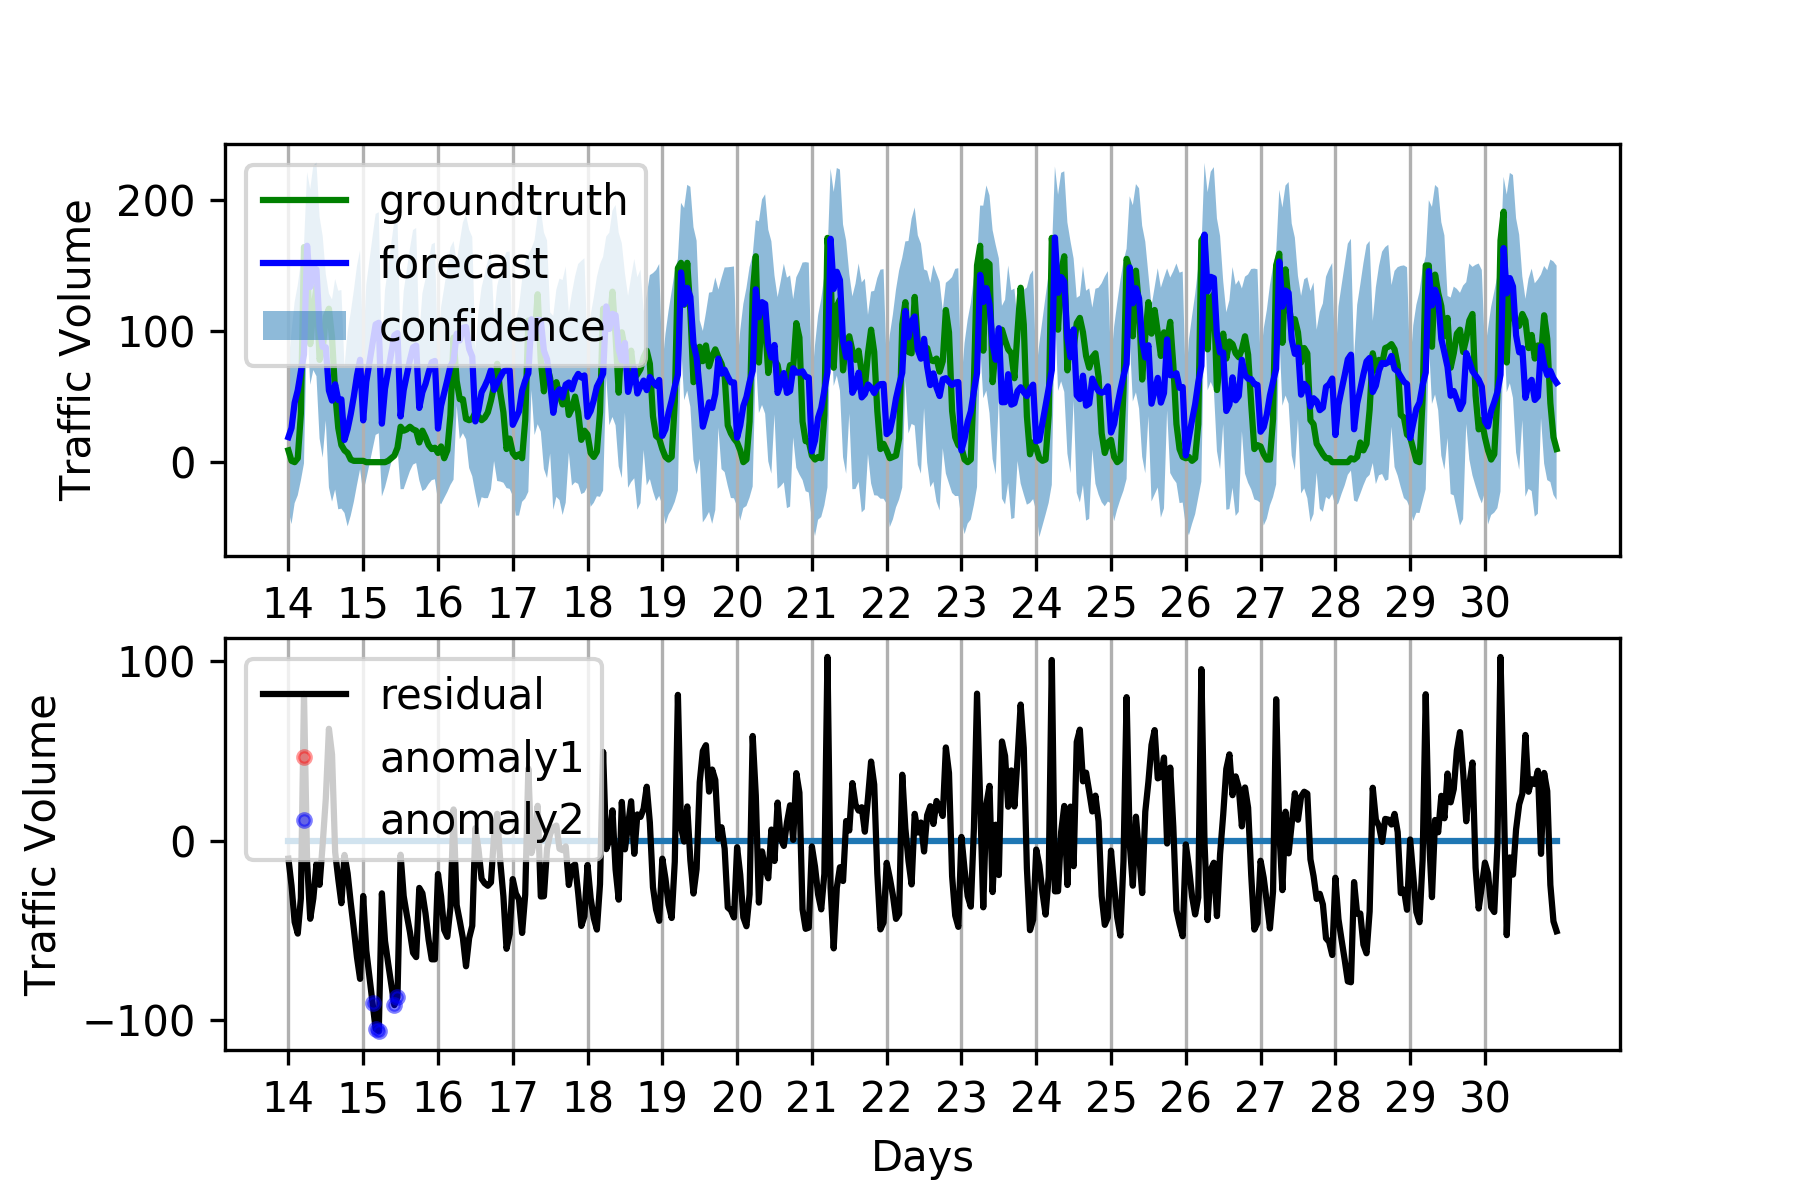 Traffic Volume
200
100
0
groundtruth
forecast
confidence
14 15 16 17 18 19 20 21 22 23 24 25 26 27 28 29 30
Traffic Volume
100
0
−100
residual
anomaly1
anomaly2
14 15 16 17 18 19 20 21 22 23 24 25 26 27 28 29 30
Days